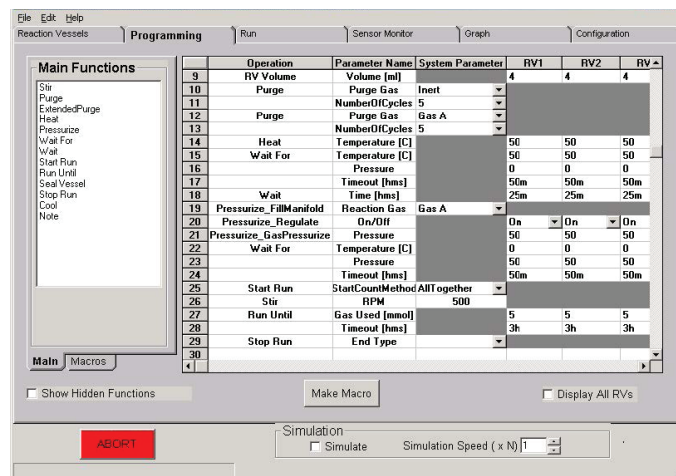 File Edit Help
Reaction Vessels Programming Run Sensor Monitor Graph Configuration
Main Functions
Stir
Purge
ExtendedPurge
Heat
Pressurize
Wait For
Wait
Start Run
Run Until
Seal Vessel
Stop Run
Cool
Note
Main Macros
Operation Parameter Name System Parameter RV1 RV2 RV
9 RV Volume Volume [ml] 4 4 4
10 Purge Purge Gas Inert
11 NumberOfCycles 5
12 Purge Purge Gas Gas A
13 NumberOfCycles 5
14 Heat Temperature [C] 50 50 50
15 Wait For Temperature [C] 50 50 50
16 Pressure 0 0 0
17 Timeout [hms] 50m 50m 50m
18 Wait Time [hms] 25m 25m 25m
19 Pressurize_FillManifold Reaction Gas Gas A
20 Pressurize_Regulate On/Off On On On
21 Pressurize_GasPressurize Pressure 50 50 50
22 Wait For Temperature [C] 0 0 0
23 Pressure 50 50 50
24 Timeout [hms] 50m 50m 50m
25 Start Run StartCountMethod AllTogether
26 Stir RPM 500
27 Run Until Gas Used [mmol] 5 5 5
28 Timeout [hms] 3h 3h 3h
29 Stop Run End Type
30
Show Hidden Functions Make Macro Display All RVs
ABORT
Simulation
Simulate Simulation Speed ( x N) 1